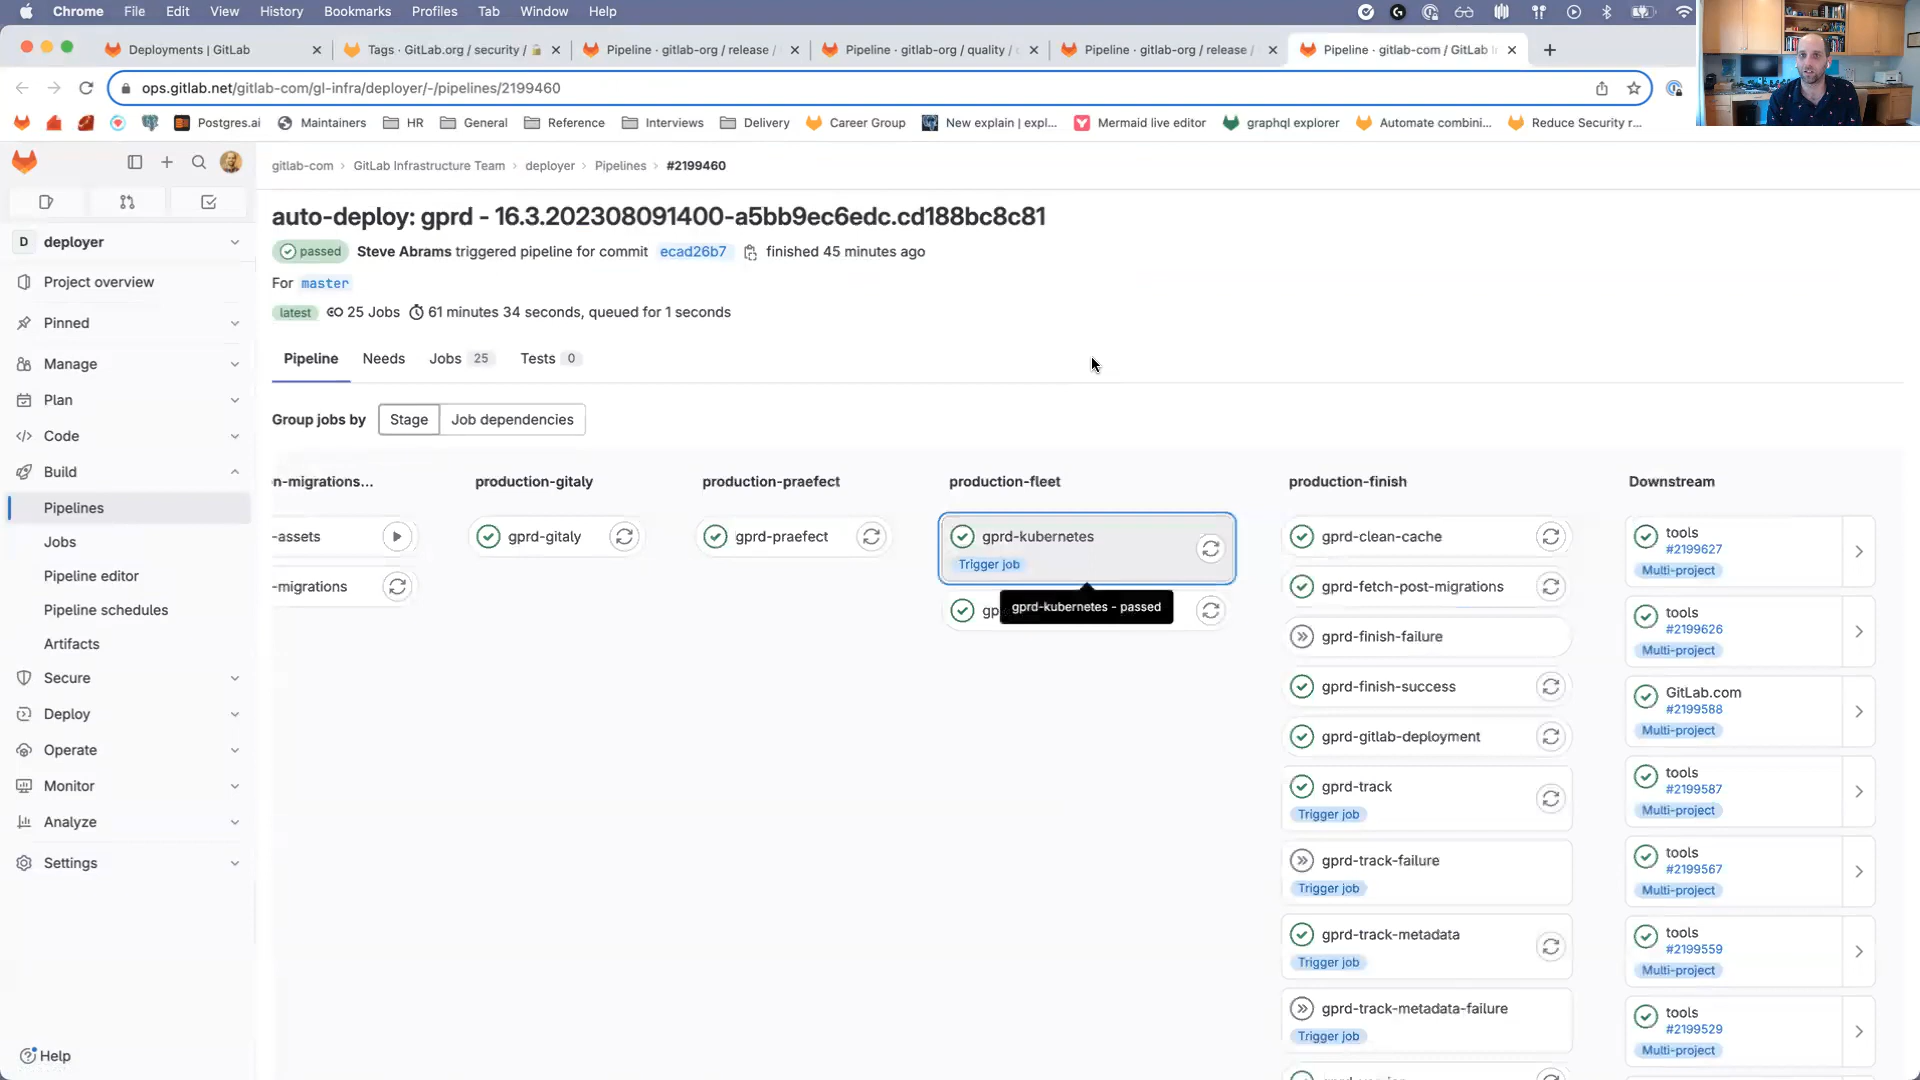 Chrome File Edit View History Bookmarks Profiles Tab Window Help
Deployments | GitLab
Tags · GitLab.org / security /
Pipeline · gitlab-org / release /
Pipeline · gitlab-org / quality /
Pipeline · gitlab-org / release /
Pipeline · gitlab-com / GitLab
ops.gitlab.net/gitlab-com/gl-infra/deployer/-/pipelines/2199460
Postgres.ai Maintainers HR General Reference Interviews Delivery Career Group New explain | expl... Mermaid live editor graphql explorer Automate combini... Reduce Security r...
gitlab-com › GitLab Infrastructure Team › deployer › Pipelines › #2199460
D deployer
Project overview
Pinned
Manage
Plan
Code
Build
Pipelines
Jobs
Pipeline editor
Pipeline schedules
Artifacts
Secure
Deploy
Operate
Monitor
Analyze
Settings
Help
auto-deploy: gprd - 16.3.202308091400-a5bb9ec6edc.cd188bc8c81
passed Steve Abrams triggered pipeline for commit ecad26b7 finished 45 minutes ago
For master
latest 25 Jobs 61 minutes 34 seconds, queued for 1 seconds
Pipeline Needs Jobs 25 Tests 0
Group jobs by Stage Job dependencies
n-migrations...
-assets
-migrations
production-gitaly
gprd-gitaly
production-praefect
gprd-praefect
production-fleet
gprd-kubernetes
Trigger job
gp
gprd-kubernetes - passed
production-finish
gprd-clean-cache
gprd-fetch-post-migrations
gprd-finish-failure
gprd-finish-success
gprd-gitlab-deployment
gprd-track
Trigger job
gprd-track-failure
Trigger job
gprd-track-metadata
Trigger job
gprd-track-metadata-failure
Trigger job
Downstream
tools
#2199627
Multi-project
tools
#2199626
Multi-project
GitLab.com
#2199588
Multi-project
tools
#2199587
Multi-project
tools
#2199567
Multi-project
tools
#2199559
Multi-project
tools
#2199529
Multi-project